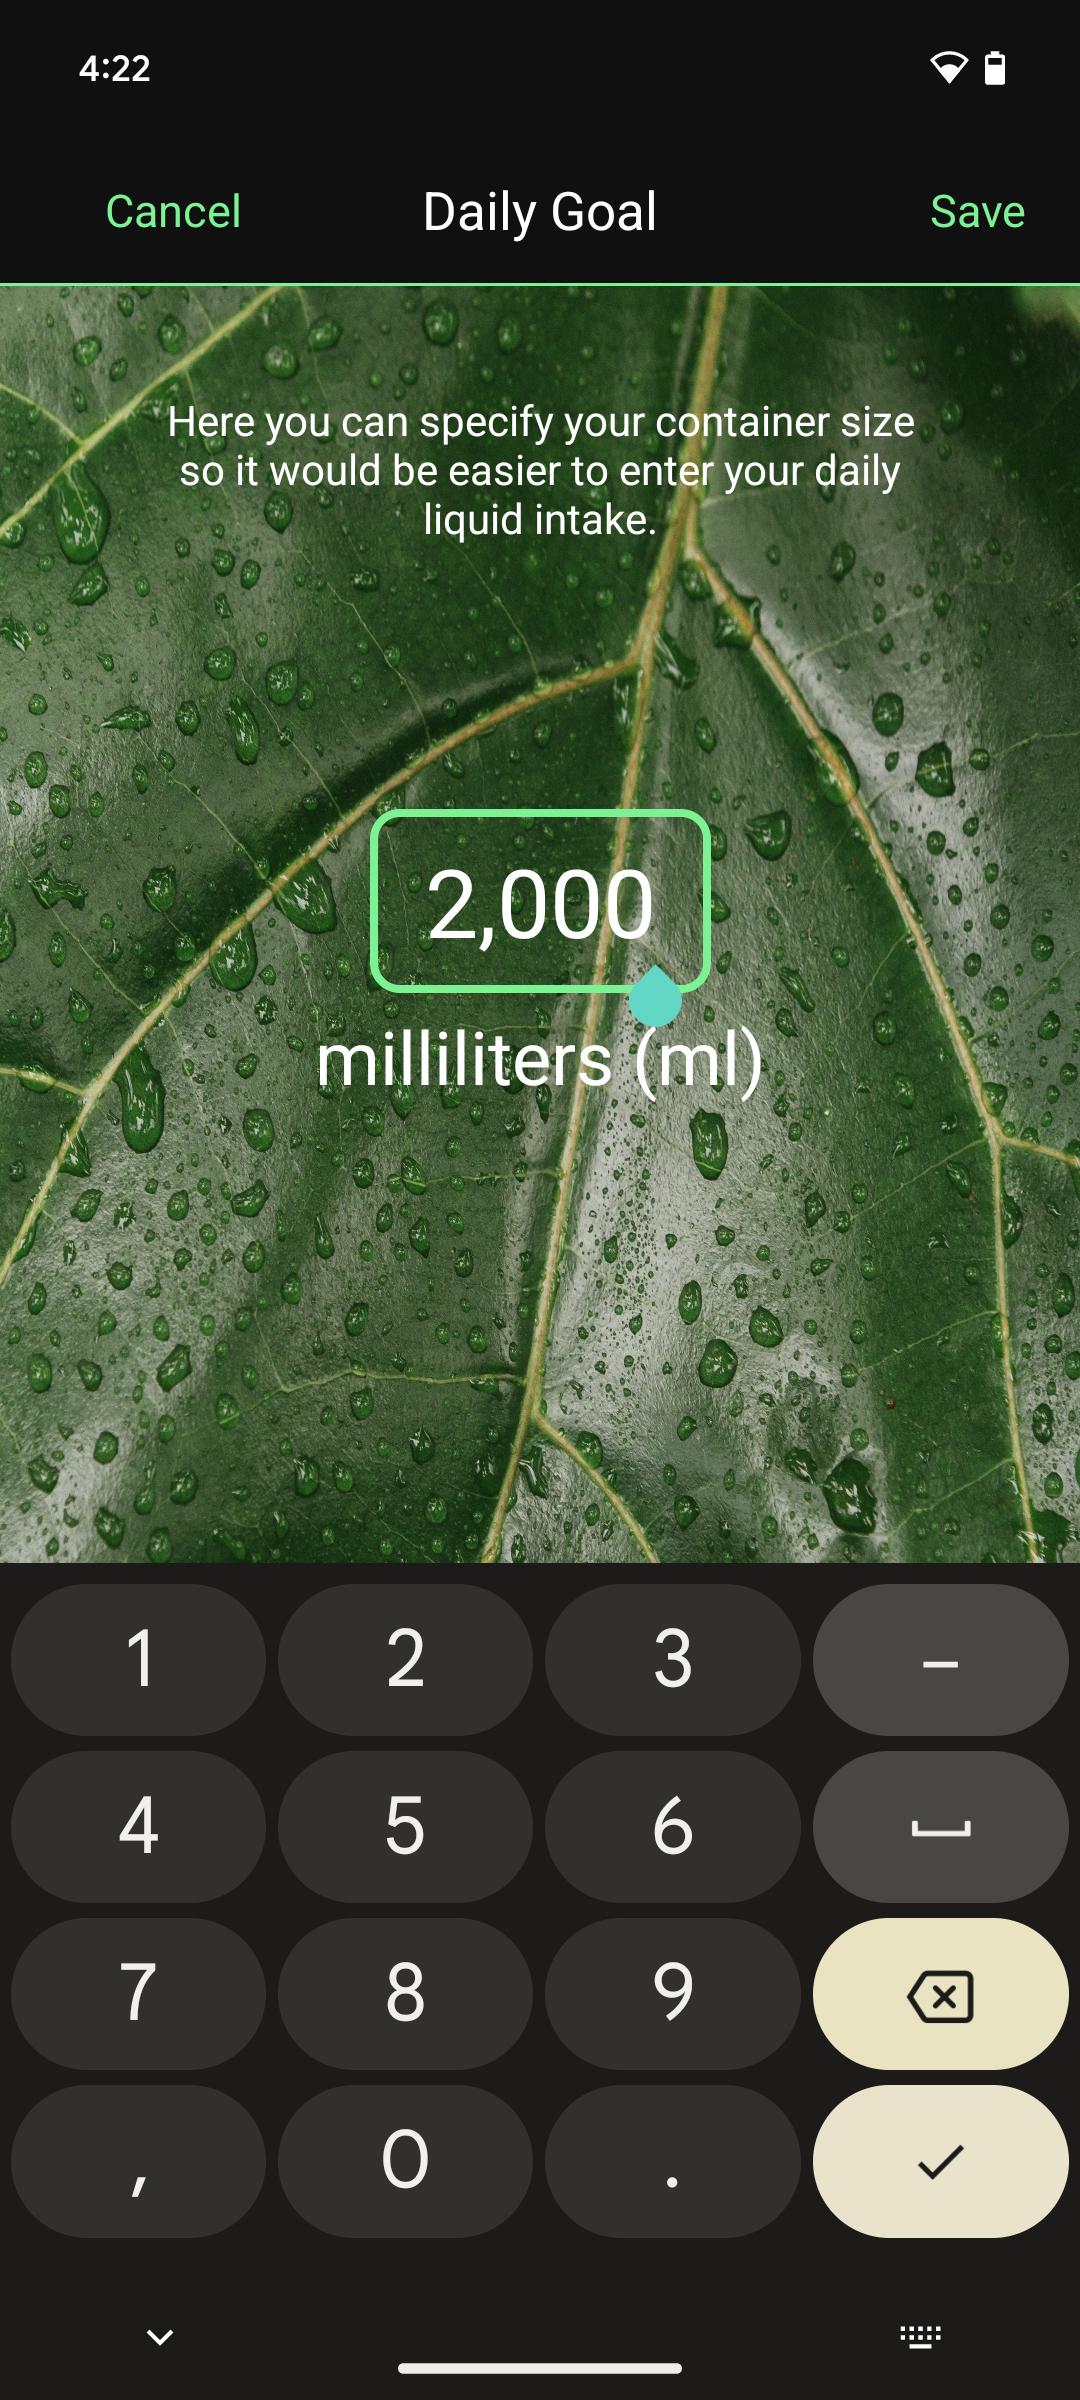 4:22
Cancel
Daily Goal
Save
Here you can specify your container size
so it would be easier to enter your daily
liquid intake.
2,000
milliliters (ml)
1 2 3 –
4 5 6
7 8 9
, 0 .